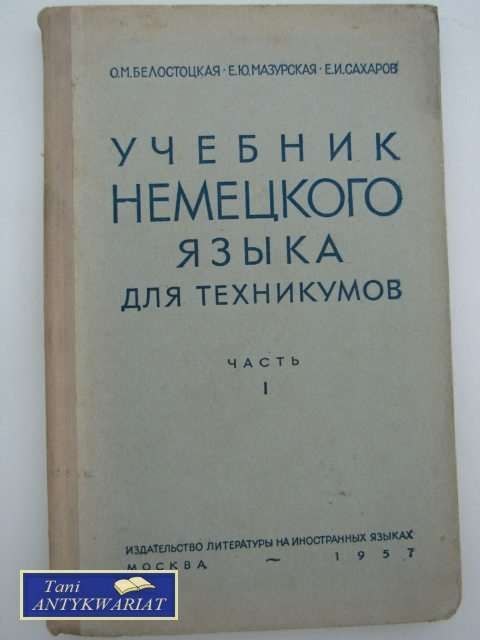 О.М.БЕЛОСТОЦКАЯ · Е.Ю.МАЗУРСКАЯ · Е.И.САХАРОВ
УЧЕБНИК
НЕМЕЦКОГО
ЯЗЫКА
ДЛЯ ТЕХНИКУМОВ
ЧАСТЬ
I
ИЗДАТЕЛЬСТВО ЛИТЕРАТУРЫ НА ИНОСТРАННЫХ ЯЗЫКАХ
МОСКВА ~ 1957
Tani
ANTYKWARIAT